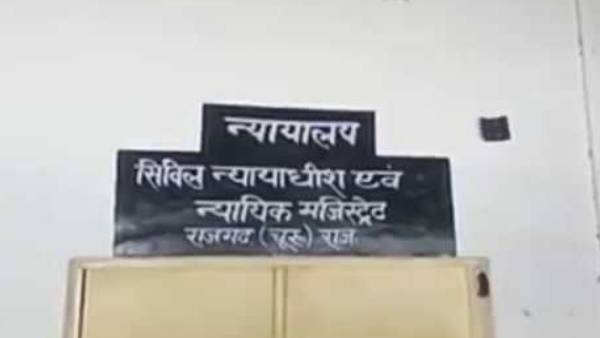 न्यायालय
सिविल न्यायाधीश एवं
न्यायिक मजिस्ट्रेट
राजगढ (चूरू) राज.